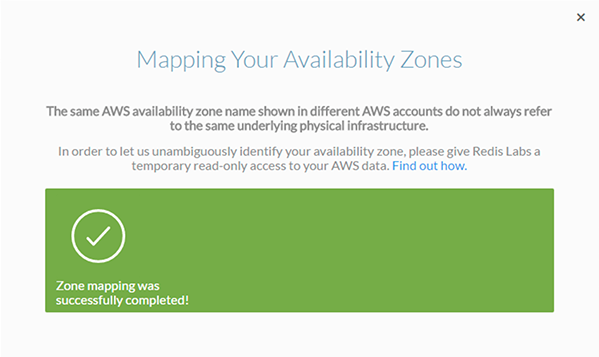 Mapping Your Availability Zones
The same AWS availability zone name shown in different AWS accounts do not always refer
to the same underlying physical infrastructure.
In order to let us unambiguously identify your availability zone, please give Redis Labs a
temporary read-only access to your AWS data. Find out how.
Zone mapping was
successfully completed!